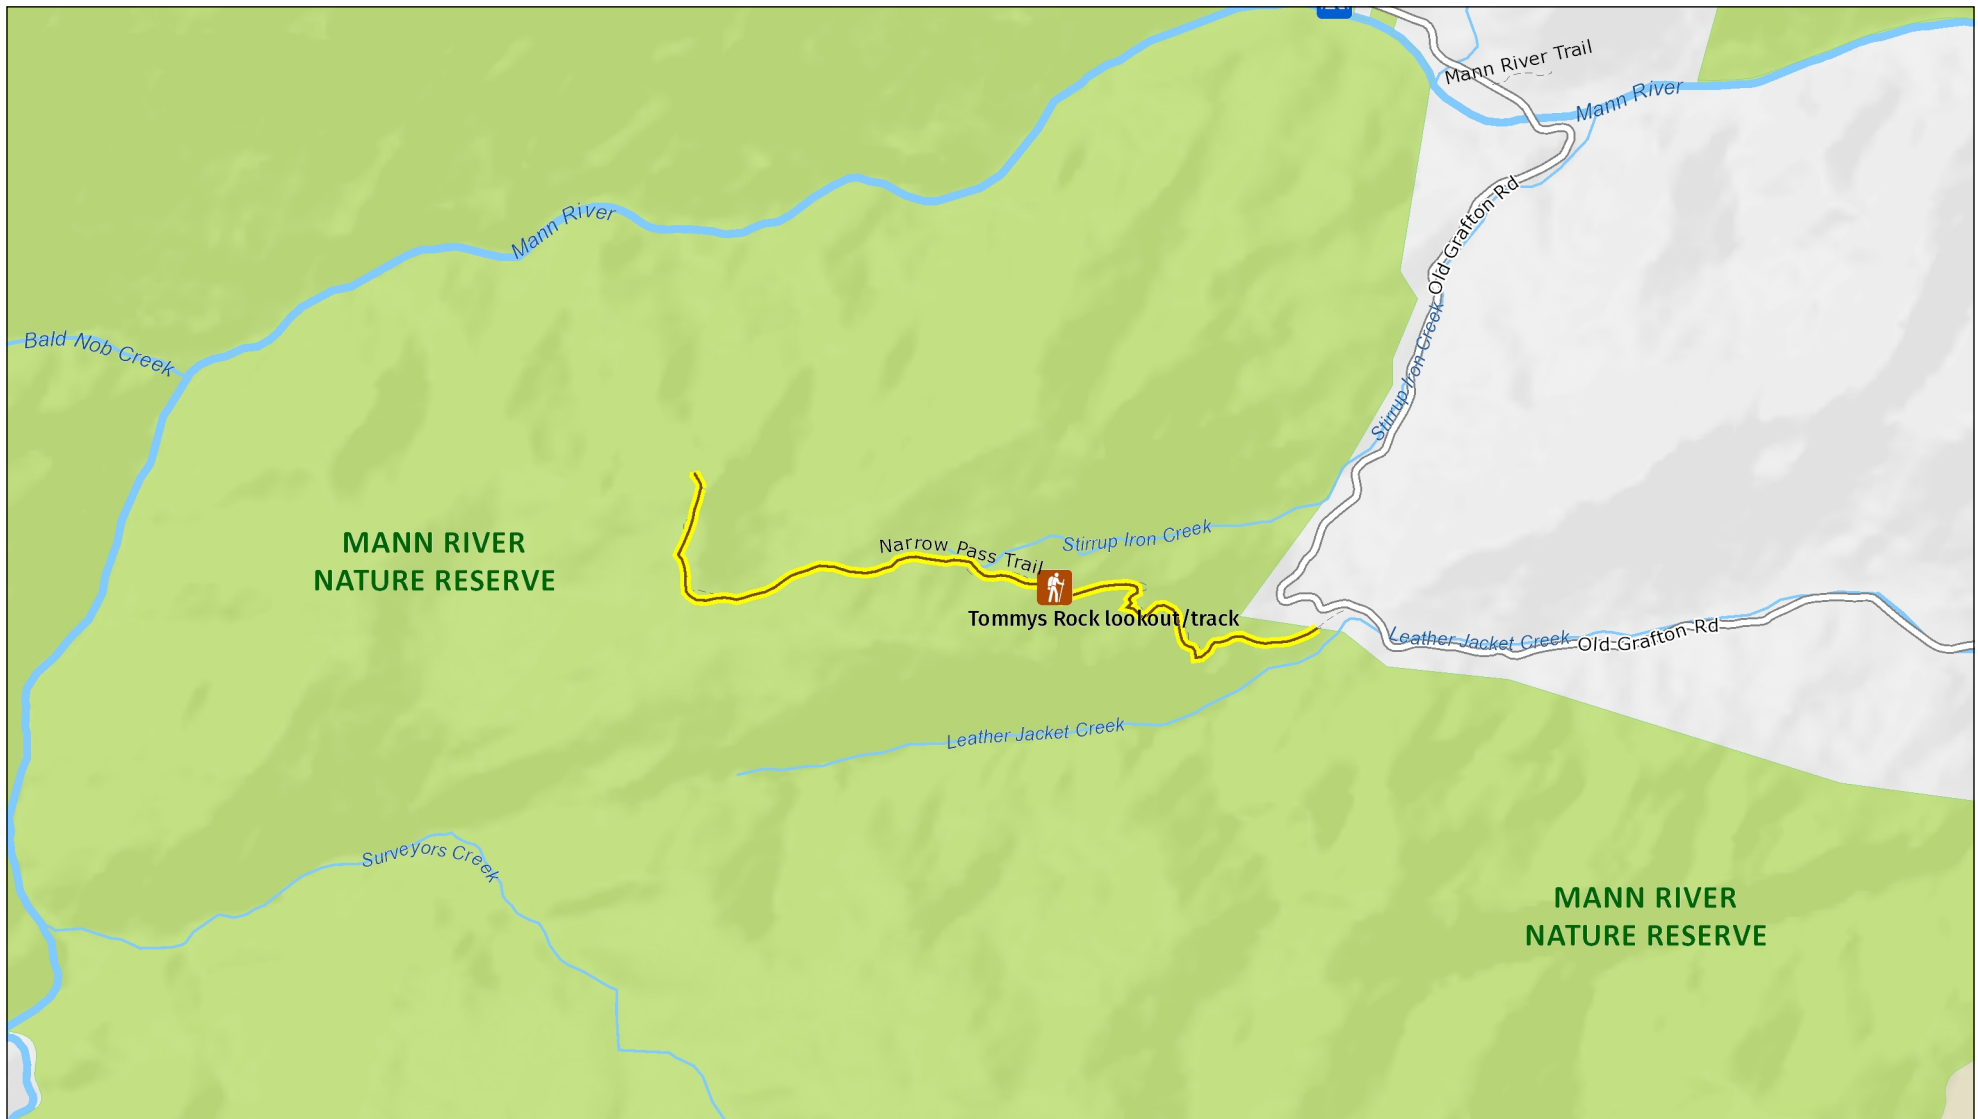 Mann River Trail
Mann River
Mann River
Old Grafton Rd
Bald Nob Creek
Stirrup Iron Creek
MANN RIVER
NATURE RESERVE
Narrow Pass Trail
Stirrup Iron Creek
Tommys Rock lookout/track
Leather Jacket Creek
Old Grafton Rd
Leather Jacket Creek
Surveyors Creek
MANN RIVER
NATURE RESERVE